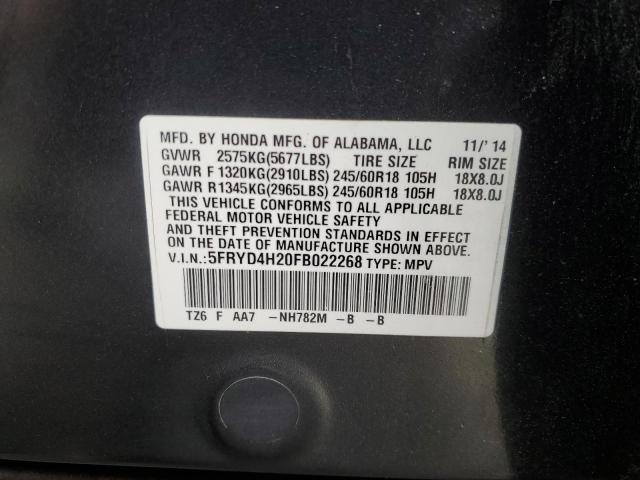 MFD. BY HONDA MFG. OF ALABAMA, LLC 11/'14
GVWR 2575KG(5677LBS) TIRE SIZE RIM SIZE
GAWR F 1320KG(2910LBS) 245/60R18 105H 18X8.0J
GAWR R1345KG(2965LBS) 245/60R18 105H 18X8.0J
THIS VEHICLE CONFORMS TO ALL APPLICABLE
FEDERAL MOTOR VEHICLE SAFETY
AND THEFT PREVENTION STANDARDS IN EFFECT
ON THE DATE OF MANUFACTURE SHOWN ABOVE.
V.I.N.:5FRYD4H20FB022268 TYPE: MPV
TZ6 F AA7 -NH782M -B -B